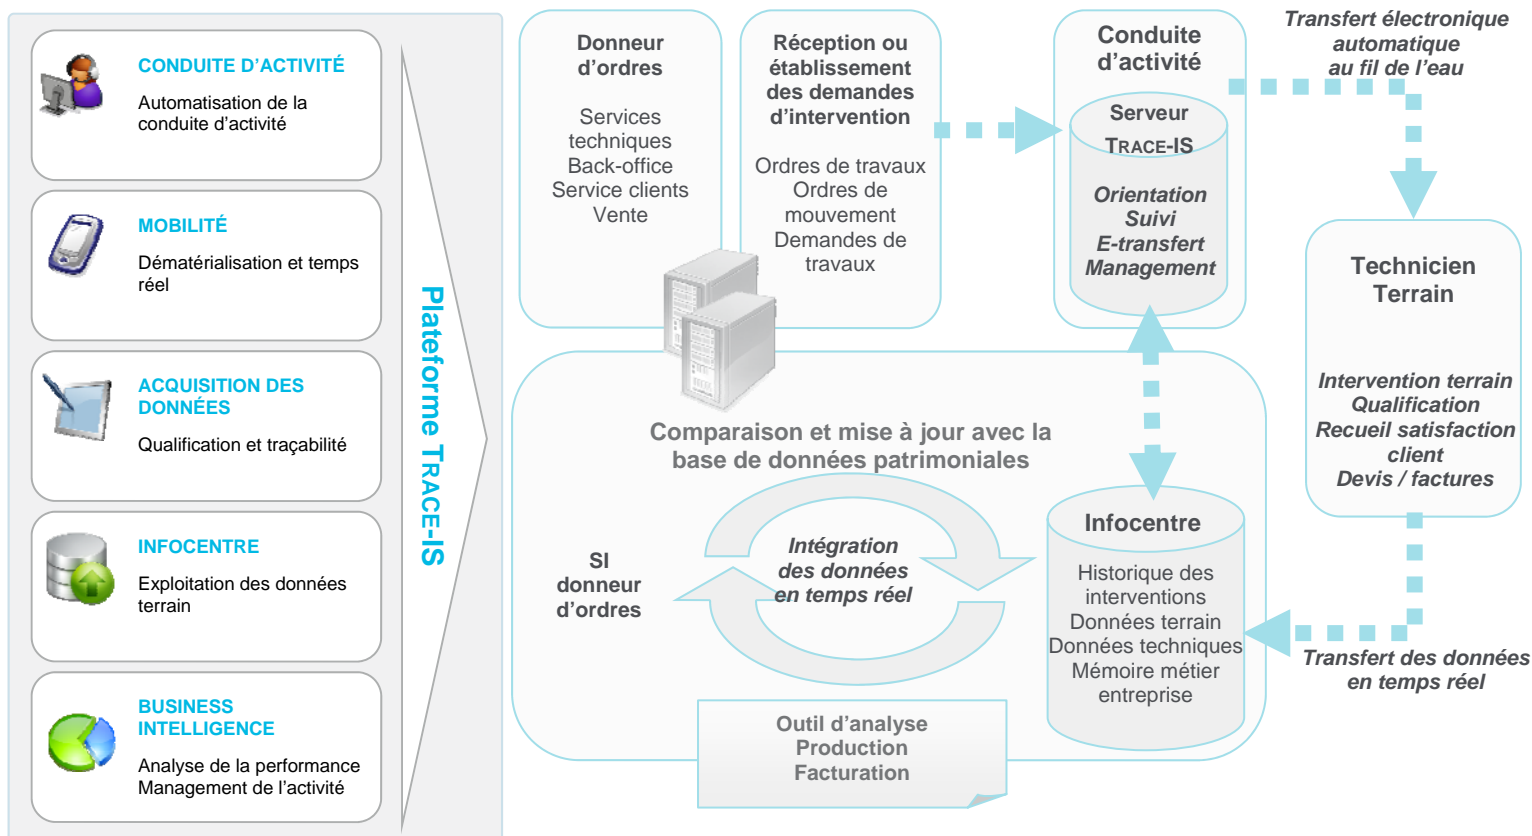 CONDUITE D’ACTIVITÉ
Automatisation de la
conduite d’activité
MOBILITÉ
Dématérialisation et temps
réel
ACQUISITION DES
DONNÉES
Qualification et traçabilité
INFOCENTRE
Exploitation des données
terrain
BUSINESS
INTELLIGENCE
Analyse de la performance
Management de l’activité
Plateforme TRACE-IS
Donneur
d’ordres
Services
techniques
Back-office
Service clients
Vente
Réception ou
établissement
des demandes
d’intervention
Ordres de travaux
Ordres de
mouvement
Demandes de
travaux
Conduite
d’activité
Serveur
TRACE-IS
Orientation
Suivi
E-transfert
Management
Transfert électronique
automatique
au fil de l’eau
Technicien
Terrain
Intervention terrain
Qualification
Recueil satisfaction
client
Devis / factures
Transfert des données
en temps réel
Comparaison et mise à jour avec la
base de données patrimoniales
SI
donneur
d’ordres
Intégration
des données
en temps réel
Infocentre
Historique des
interventions
Données terrain
Données techniques
Mémoire métier
entreprise
Outil d’analyse
Production
Facturation